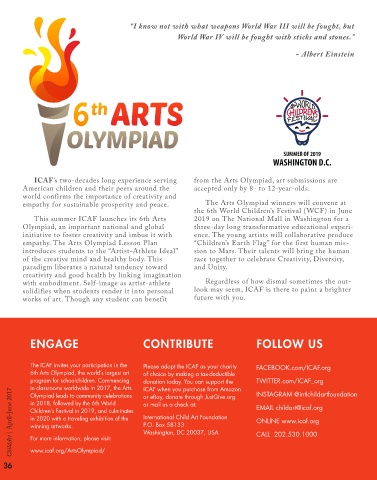 "I know not with what weapons World War III will be fought, but
World War IV will be fought with sticks and stones."
– Albert Einstein
6th ARTS
OLYMPIAD
WORLD
CHILDREN'S
FESTIVAL
SUMMER OF 2019
WASHINGTON D.C.
ICAF's two-decades long experience serving
American children and their peers around the
world confirms the importance of creativity and
empathy for sustainable prosperity and peace.
This summer ICAF launches its 6th Arts
Olympiad, an important national and global
initiative to foster creativity and imbue it with
empathy. The Arts Olympiad Lesson Plan
introduces students to the "Artist-Athlete Ideal"
of the creative mind and healthy body. This
paradigm liberates a natural tendency toward
creativity and good health by linking imagination
with embodiment. Self-image as artist-athlete
solidifies when students render it into personal
works of art. Though any student can benefit
from the Arts Olympiad, art submissions are
accepted only by 8- to 12-year-olds.
The Arts Olympiad winners will convene at
the 6th World Children's Festival (WCF) in June
2019 on The National Mall in Washington for a
three-day long transformative educational experi-
ence. The young artists will collaborative produce
"Children's Earth Flag" for the first human mis-
sion to Mars. Their talents will bring the human
race together to celebrate Creativity, Diversity,
and Unity.
Regardless of how dismal sometimes the out-
look may seem, ICAF is there to paint a brighter
future with you.
ENGAGE
The ICAF invites your participation in the
6th Arts Olympiad, the world's largest art
program for schoolchildren. Commencing
in classrooms worldwide in 2017, the Arts
Olympiad leads to community celebrations
in 2018, followed by the 6th World
Children's Festival in 2019, and culminates
in 2020 with a traveling exhibition of the
winning artworks.
For more information, please visit:
www.icaf.org/ArtsOlympiad/
CONTRIBUTE
Please adopt the ICAF as your charity
of choice by making a tax-deductible
donation today. You can support the
ICAF when you purchase from Amazon
or eBay, donate through JustGive.org
or mail us a check at:
International Child Art Foundation
P.O. Box 58133
Washington, DC 20037, USA
FOLLOW US
FACEBOOK.com/ICAF.org
TWITTER.com/ICAF_org
INSTAGRAM @intlchildartfoundation
EMAIL childart@icaf.org
ONLINE www.icaf.org
CALL 202.530.1000
ChildArt | April-June 2017
36